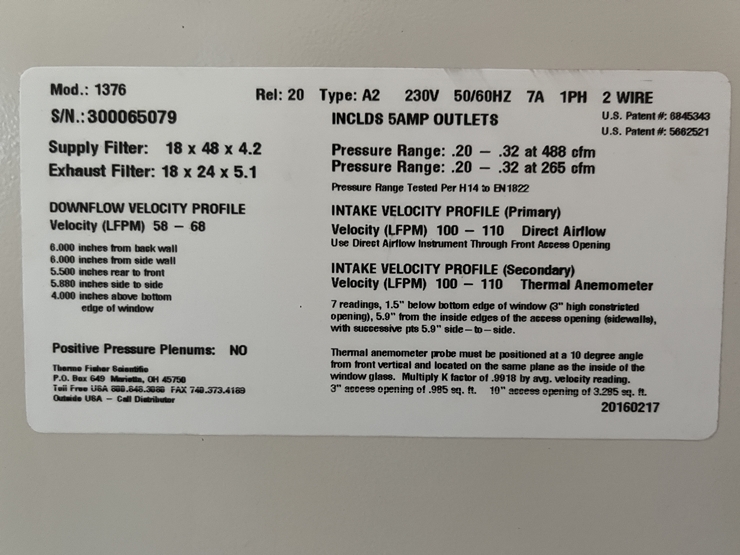 Mod.: 1376 Rel: 20 Type: A2 230V 50/60HZ 7A 1PH 2 WIRE
S/N.: 300065079
INCLDS 5AMP OUTLETS
U.S. Patent #: 6845343
U.S. Patent #: 5662521
Supply Filter: 18 x 48 x 4.2
Exhaust Filter: 18 x 24 x 5.1
Pressure Range: .20 — .32 at 488 cfm
Pressure Range: .20 — .32 at 265 cfm
Pressure Range Tested Per H14 to EN1822
DOWNFLOW VELOCITY PROFILE
Velocity (LFPM) 58 — 68
6.000 inches from back wall
6.000 inches from side wall
5.500 inches rear to front
5.880 inches side to side
4.000 inches above bottom
edge of window
INTAKE VELOCITY PROFILE (Primary)
Velocity (LFPM) 100 — 110 Direct Airflow
Use Direct Airflow Instrument Through Front Access Opening
INTAKE VELOCITY PROFILE (Secondary)
Velocity (LFPM) 100 — 110 Thermal Anemometer
7 readings, 1.5" below bottom edge of window (3" high constricted
opening), 5.9" from the inside edges of the access opening (sidewalls),
with successive pts 5.9" side—to—side.
Positive Pressure Plenums: NO
Thermo Fisher Scientific
P.O. Box 649 Marietta, OH 45750
Toll Free USA FAX 740.373.4189
Outside USA — Call Distributor
Thermal anemometer probe must be positioned at a 10 degree angle
from front vertical and located on the same plane as the inside of the
window glass. Multiply K factor of .9918 by avg. velocity reading.
3" access opening of .985 sq. ft. 10" access opening of 3.285 sq. ft.
20160217